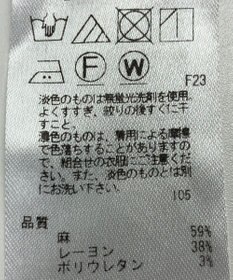 F W
F23
淡色のものは無蛍光洗剤を使用、
よくすすぎ、絞りの後すぐに干
すこと。
濃色のものは、着用による摩擦
で色落ちすることがありますの
で、組合せの衣服にご注意くださ
い。また、淡色のものとは別
にお洗い下さい。
105
品質
麻 59%
レーヨン 38%
ポリウレタン 3%